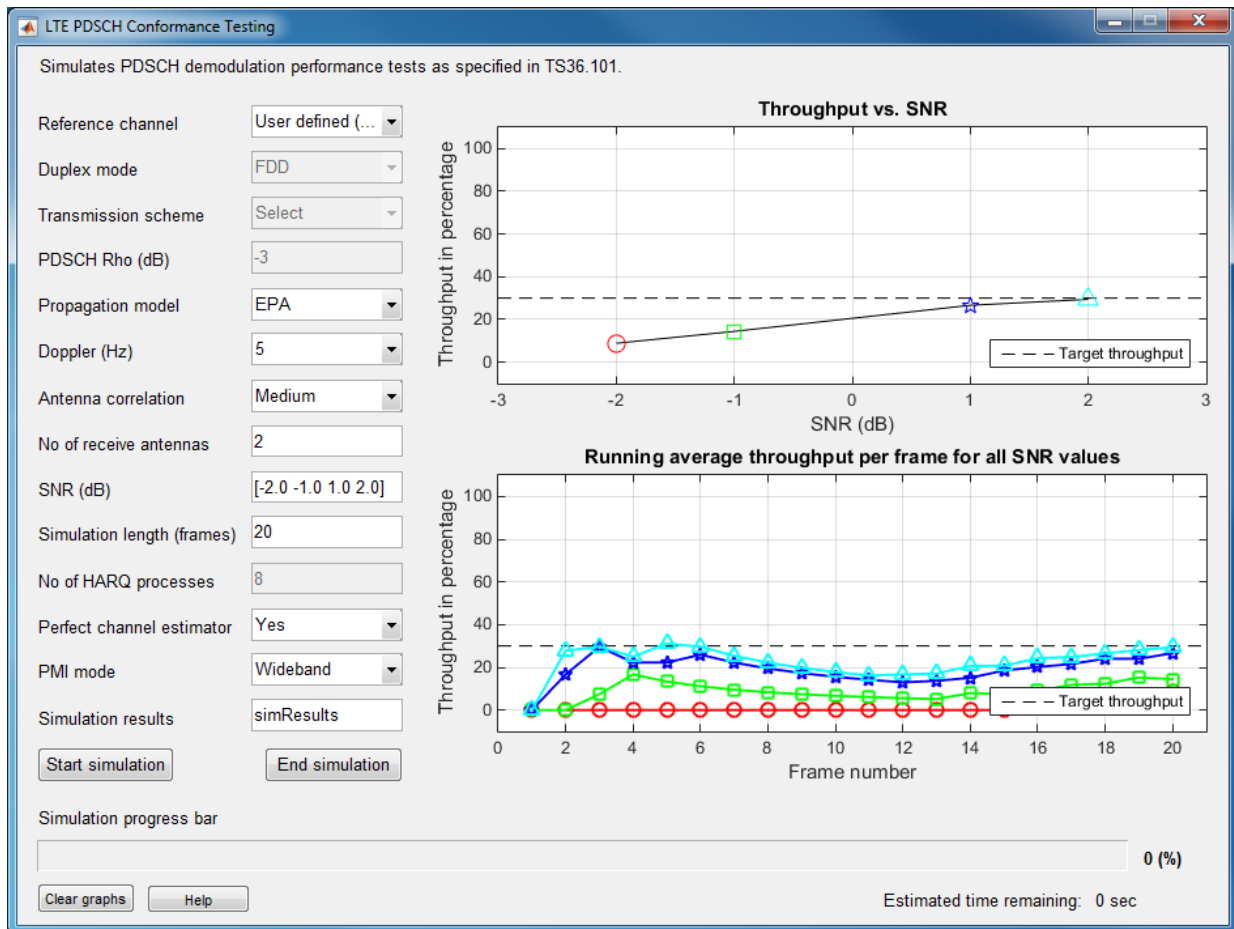 LTE PDSCH Conformance Testing
Simulates PDSCH demodulation performance tests as specified in TS36.101.
Reference channel
User defined (...
Duplex mode
FDD
Transmission scheme
Select
PDSCH Rho (dB)
-3
Propagation model
EPA
Doppler (Hz)
5
Antenna correlation
Medium
No of receive antennas
2
SNR (dB)
[-2.0 -1.0 1.0 2.0]
Simulation length (frames)
20
No of HARQ processes
8
Perfect channel estimator
Yes
PMI mode
Wideband
Simulation results
simResults
Start simulation
End simulation
Throughput vs. SNR
Throughput in percentage
100
80
60
40
20
0
-3 -2 -1 0 1 2 3
SNR (dB)
Target throughput
Running average throughput per frame for all SNR values
Throughput in percentage
100
80
60
40
20
0
0 2 4 6 8 10 12 14 16 18 20
Frame number
Target throughput
Simulation progress bar
0 (%)
Clear graphs
Help
Estimated time remaining: 0 sec